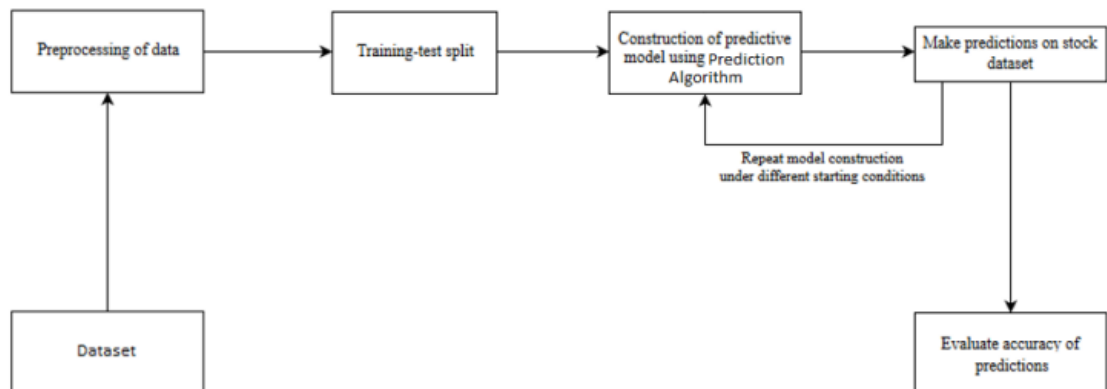 Preprocessing of data
Training-test split
Construction of predictive
model using Prediction
Algorithm
Make predictions on stock
dataset
Repeat model construction
under different starting conditions
Dataset
Evaluate accuracy of
predictions